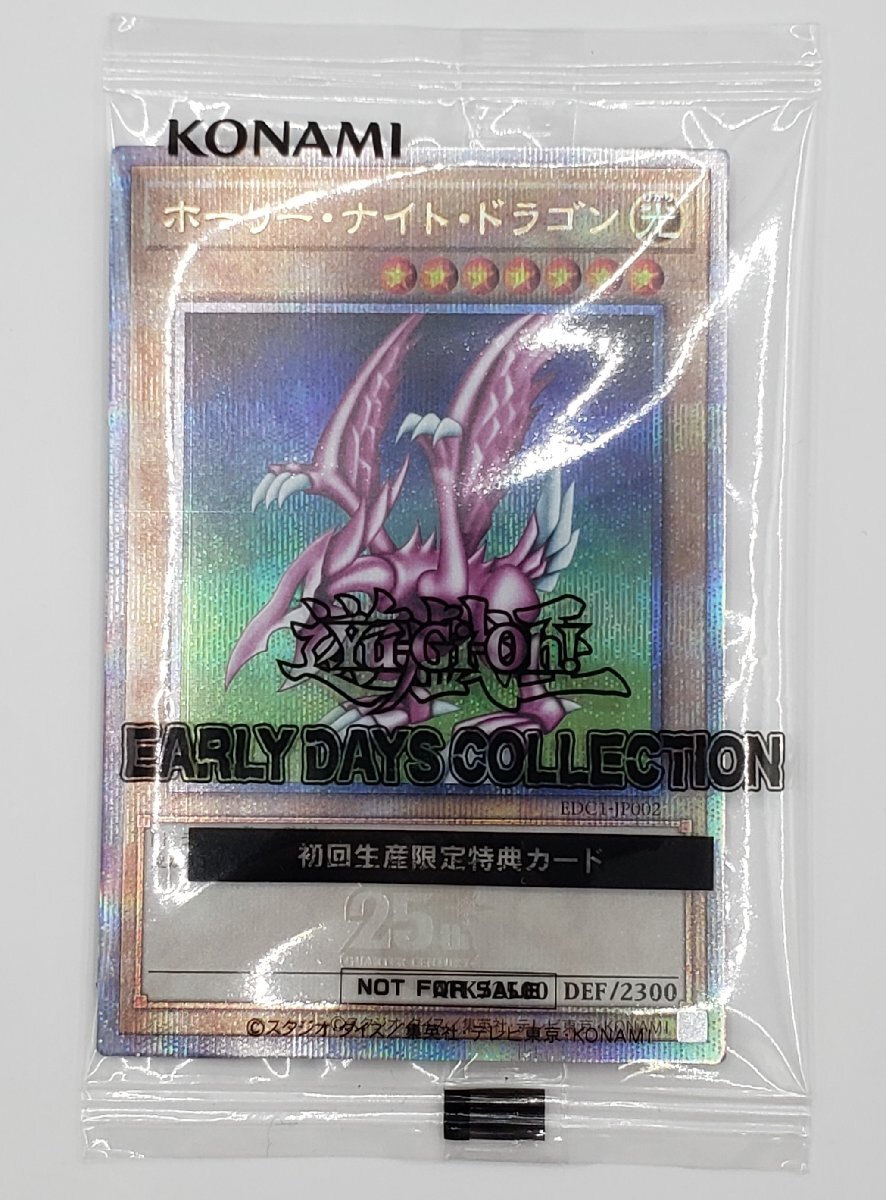 KONAMI
ホーリー・ナイト・ドラゴン 光
Yu-Gi-Oh!
EARLY DAYS COLLECTION
EDC1-JP002
初回生産限定特典カード
25th
QUARTER CENTURY
NOT FOR SALE
DEF/2300
©スタジオ・ダイス/集英社・テレビ東京・KONAMI